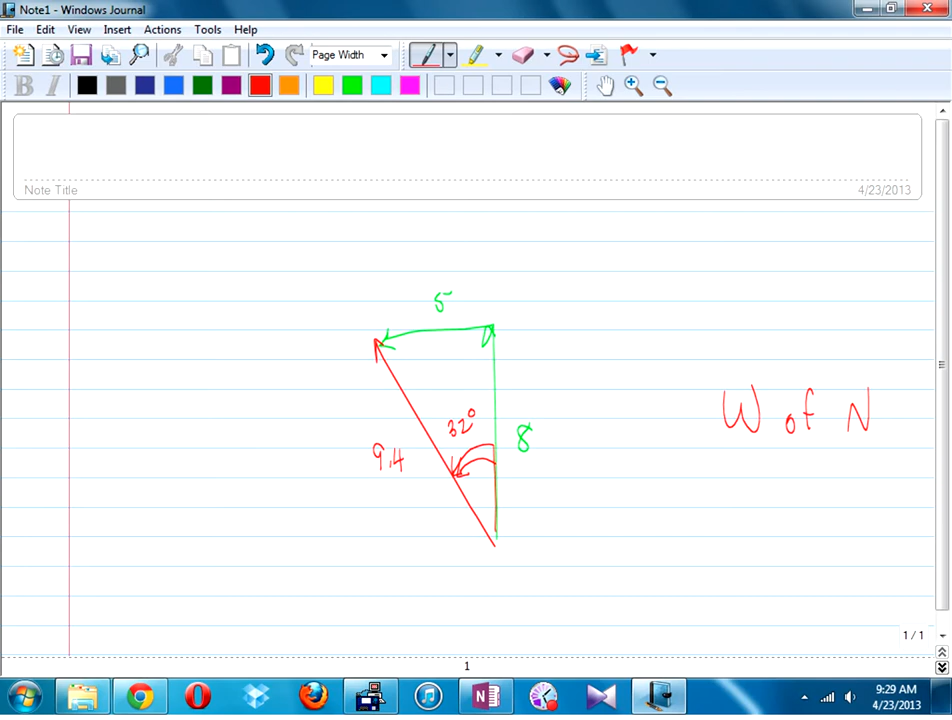 Note1 - Windows Journal
File Edit View Insert Actions Tools Help
Page Width
B I
Note Title 4/23/2013
5
32°
8
9.4
W of N
1 / 1
1
9:29 AM
4/23/2013